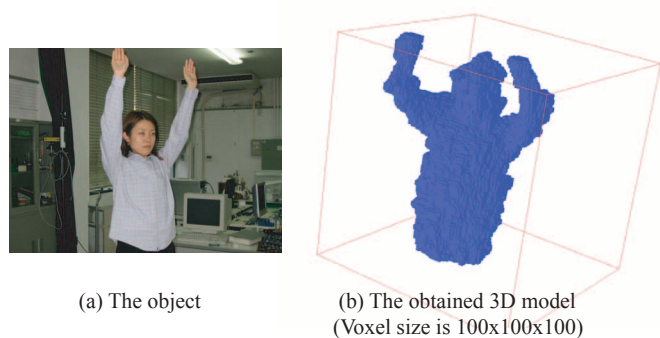 (a) The object
(b) The obtained 3D model
(Voxel size is 100x100x100)